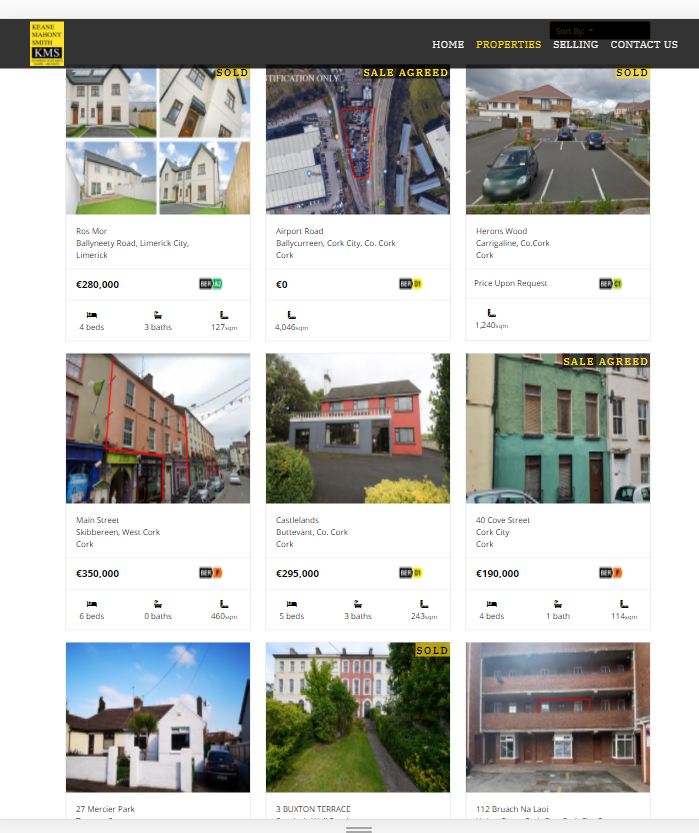 KEANE
MAHONY
SMITH
KMS
Sort By:
HOME PROPERTIES SELLING CONTACT US
SOLD
NTIFICATION ONLY
SALE AGREED
SOLD
Ros Mor
Ballyneety Road, Limerick City,
Limerick
€280,000
BER A2
4 beds 3 baths 127sqm
Airport Road
Ballycurreen, Cork City, Co. Cork
Cork
€0
BER D1
4,046sqm
Herons Wood
Carrigaline, Co.Cork
Cork
Price Upon Request
BER C1
1,240sqm
SALE AGREED
Main Street
Skibbereen, West Cork
Cork
€350,000
BER F
6 beds 0 baths 460sqm
Castlelands
Buttevant, Co. Cork
Cork
€295,000
BER D1
5 beds 3 baths 243sqm
40 Cove Street
Cork City
Cork
€190,000
BER F
4 beds 1 bath 114sqm
SOLD
27 Mercier Park
3 BUXTON TERRACE
112 Bruach Na Laoi